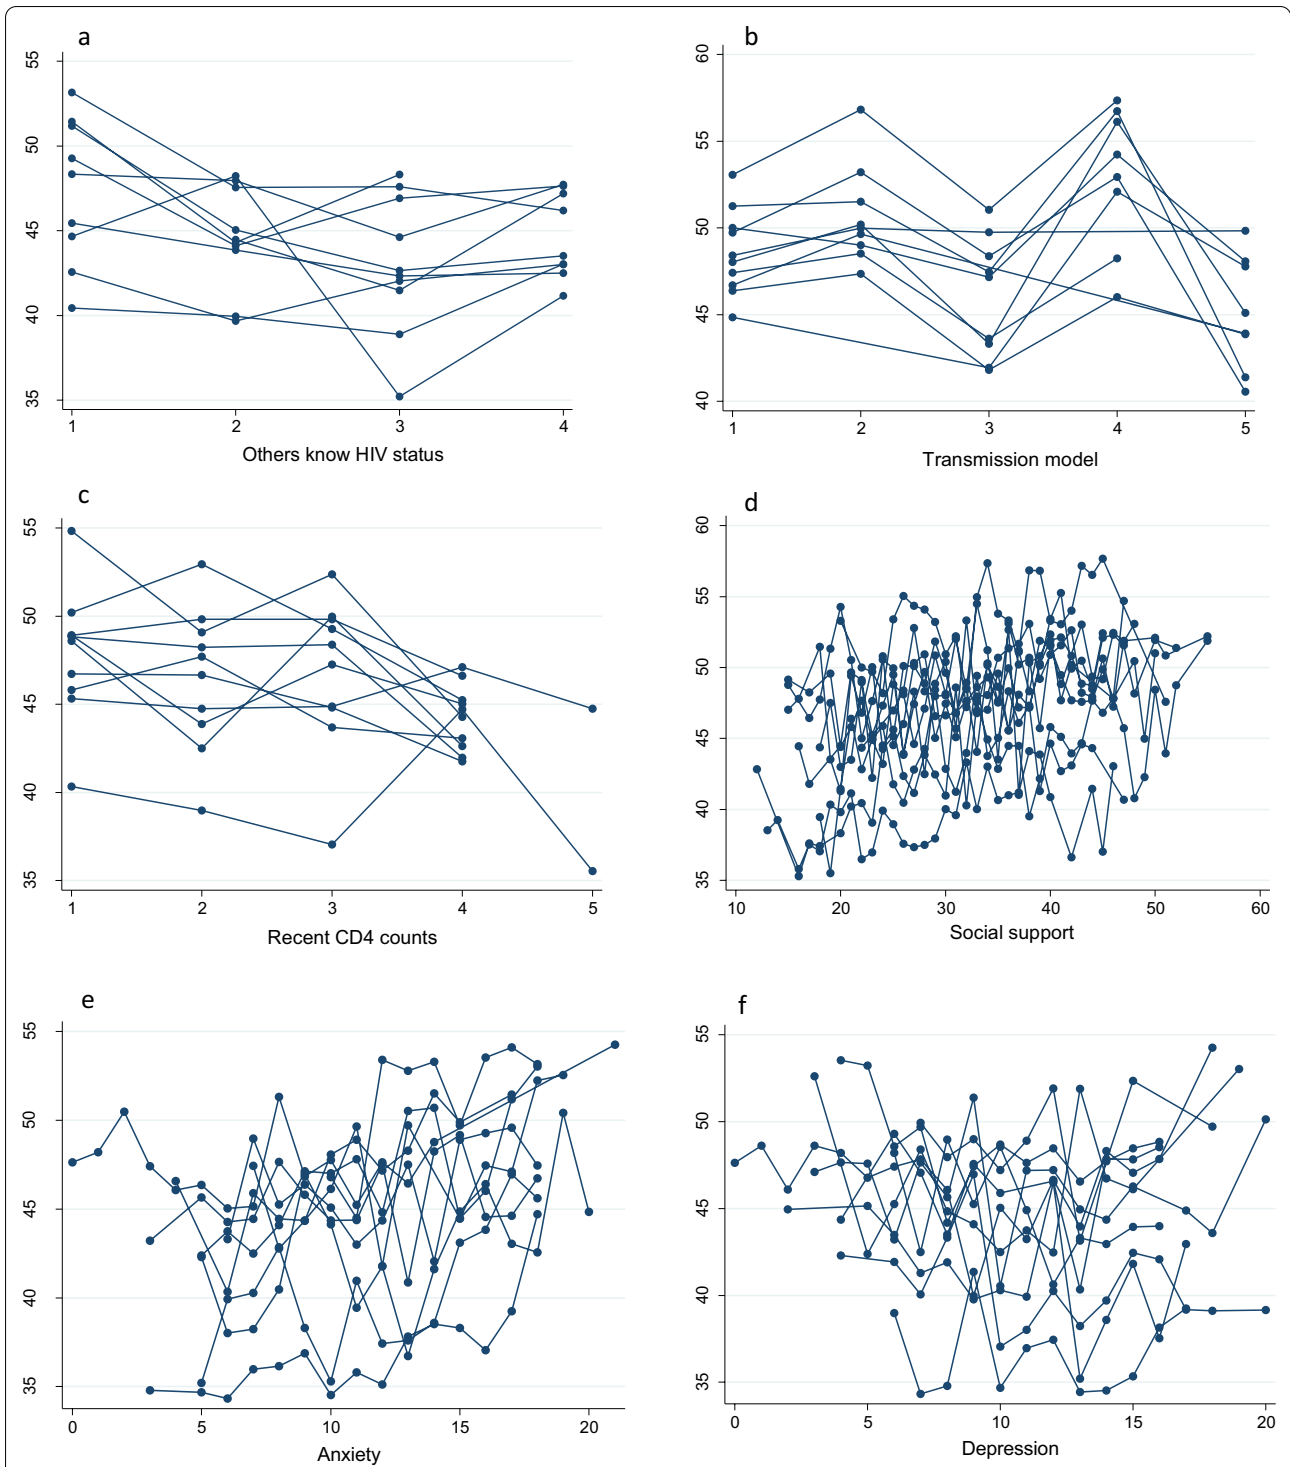 a
55
50
45
40
35
1 2 3 4
Others know HIV status
b
60
55
50
45
40
1 2 3 4 5
Transmission model
c
55
50
45
40
35
1 2 3 4 5
Recent CD4 counts
d
60
55
50
45
40
35
10 20 30 40 50 60
Social support
e
55
50
45
40
35
0 5 10 15 20
Anxiety
f
55
50
45
40
35
0 5 10 15 20
Depression